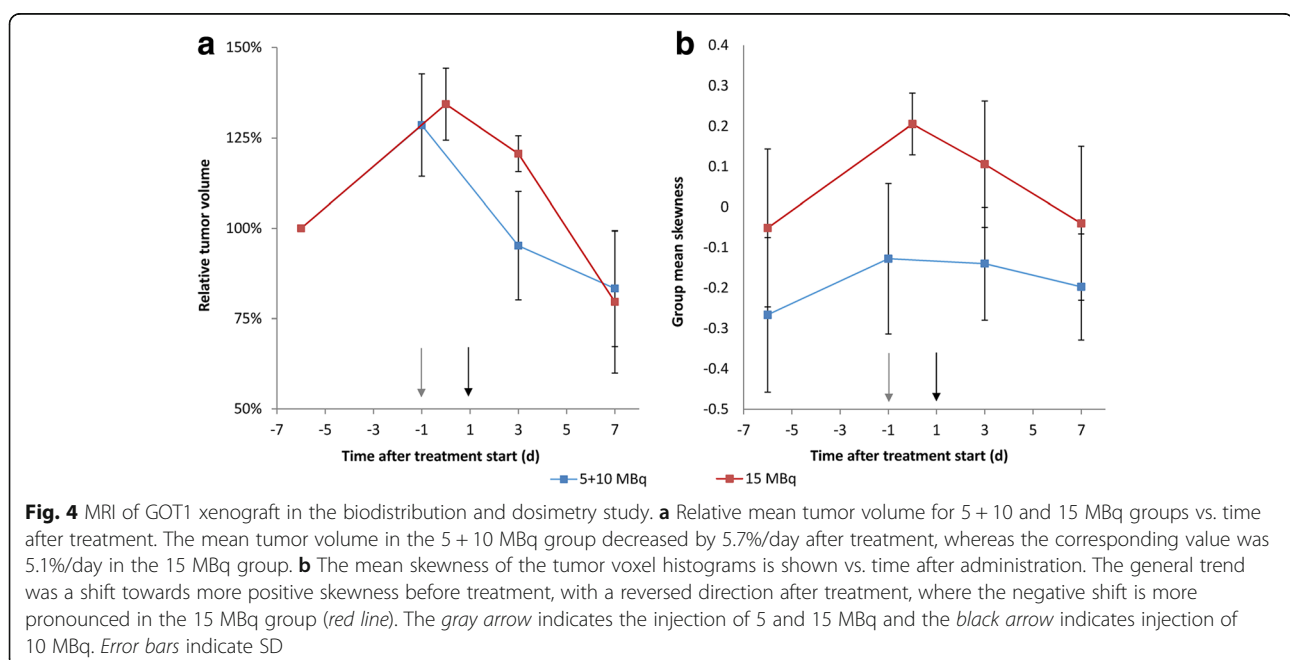 a
150%
125%
100%
75%
50%
Relative tumor volume
-7 -5 -3 -1 1 3 5 7
Time after treatment start (d)
b
0.4
0.3
0.2
0.1
0
-0.1
-0.2
-0.3
-0.4
-0.5
Group mean skewness
-7 -5 -3 -1 1 3 5 7
Time after treatment start (d)
5+10 MBq 15 MBq
Fig. 4 MRI of GOT1 xenograft in the biodistribution and dosimetry study. a Relative mean tumor volume for 5 + 10 and 15 MBq groups vs. time
after treatment. The mean tumor volume in the 5 + 10 MBq group decreased by 5.7%/day after treatment, whereas the corresponding value was
5.1%/day in the 15 MBq group. b The mean skewness of the tumor voxel histograms is shown vs. time after administration. The general trend
was a shift towards more positive skewness before treatment, with a reversed direction after treatment, where the negative shift is more
pronounced in the 15 MBq group (red line). The gray arrow indicates the injection of 5 and 15 MBq and the black arrow indicates injection of
10 MBq. Error bars indicate SD